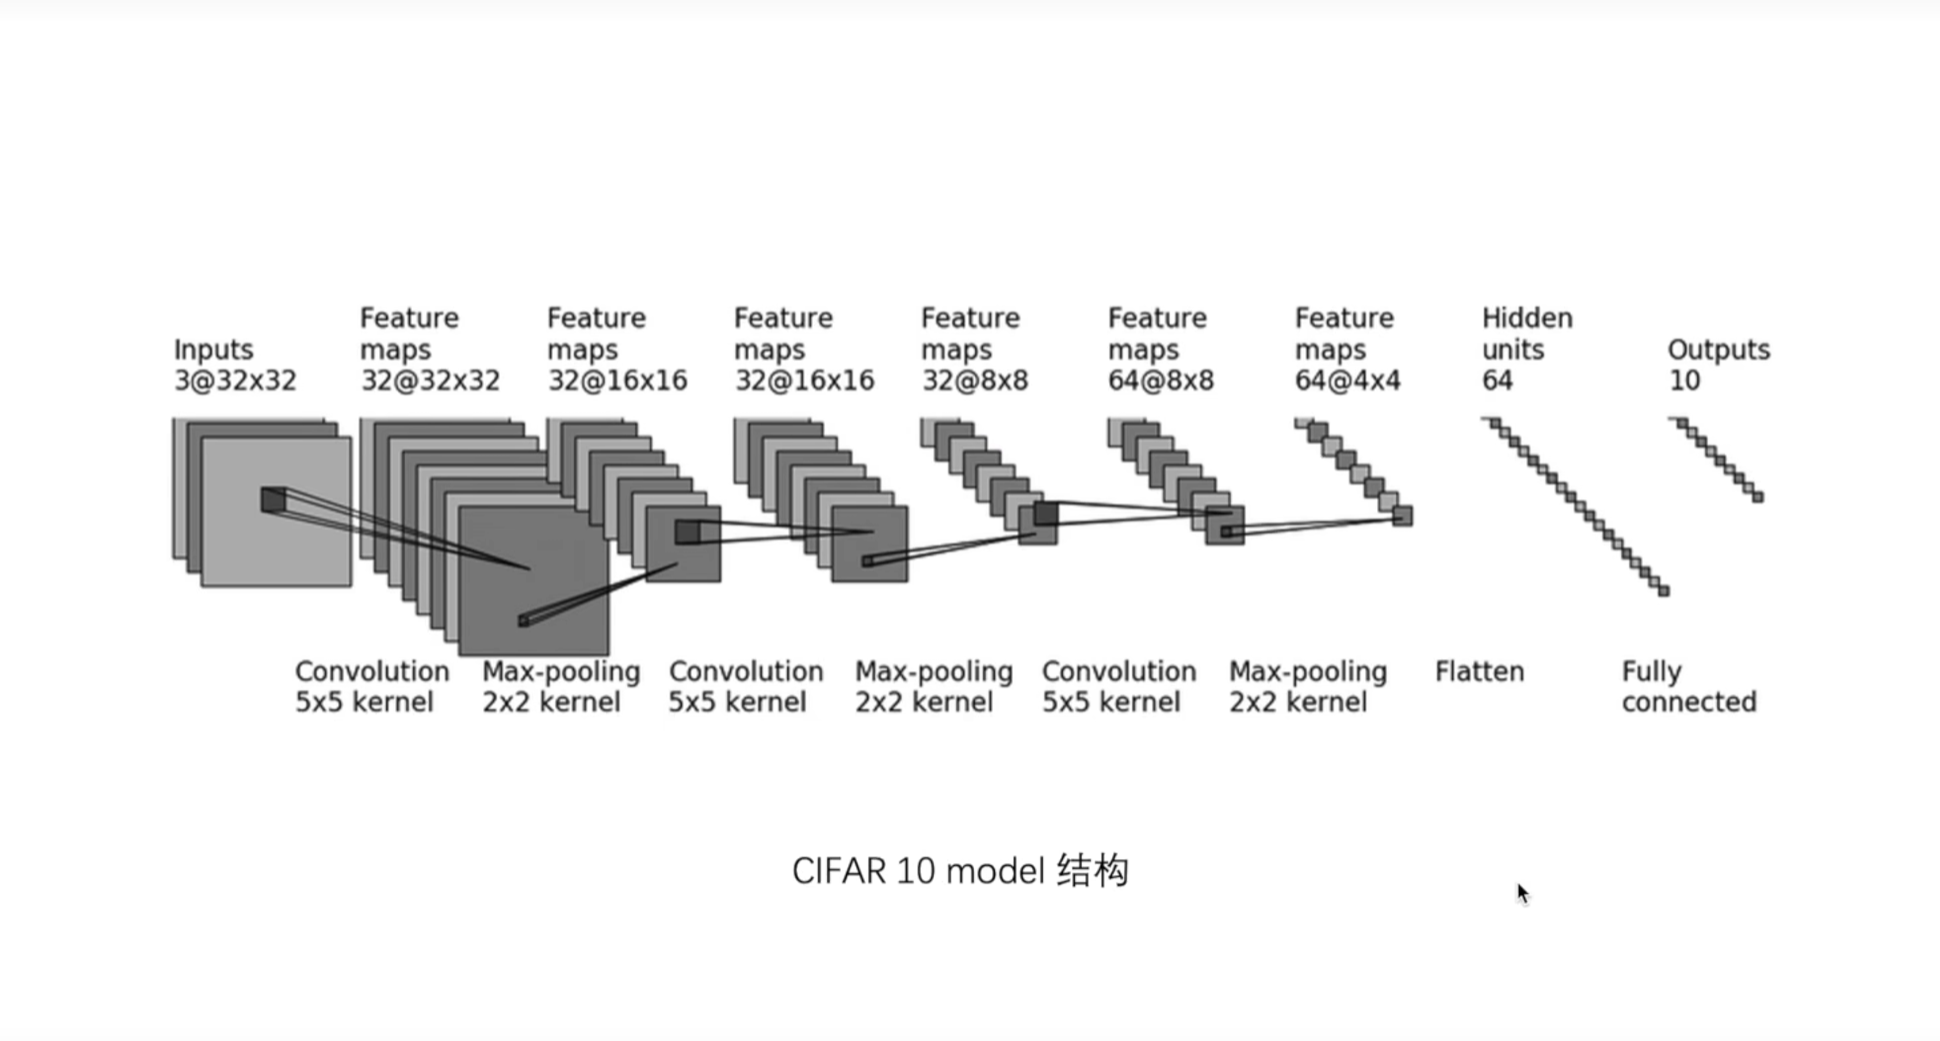 Inputs
3@32x32
Feature
maps
32@32x32
Feature
maps
32@16x16
Feature
maps
32@16x16
Feature
maps
32@8x8
Feature
maps
64@8x8
Feature
maps
64@4x4
Hidden
units
64
Outputs
10
Convolution
5x5 kernel
Max-pooling
2x2 kernel
Convolution
5x5 kernel
Max-pooling
2x2 kernel
Convolution
5x5 kernel
Max-pooling
2x2 kernel
Flatten
Fully
connected
CIFAR 10 model 结构